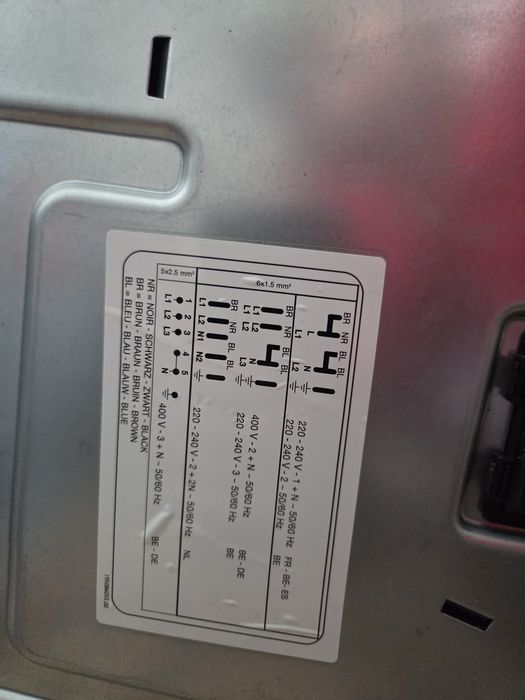 6x1.5 mm²
BR NR BL BL
L N ⏚
220 - 240 V - 1 + N ~ 50/60 Hz FR - BE- ES
220 - 240 V - 2 ~ 50/60 Hz BE
BR NR BL BL
L1 L2 N ⏚
L1 L2 L3
400 V - 2 + N ~ 50/60 Hz BE - DE
220 - 240 V - 3 ~ 50/60 Hz BE
BR NR BL BL
L1 L2 N1 N2 ⏚
220 - 240 V - 2 + 2N ~ 50/60 Hz NL
5x2.5 mm²
1 2 3 4 5
L1 L2 L3 N ⏚
400 V - 3 + N ~ 50/60 Hz BE - DE
NR = NOIR - SCHWARZ - ZWART - BLACK
BR = BRUN - BRAUN - BRUIN - BROWN
BL = BLEU - BLAU - BLAUW - BLUE